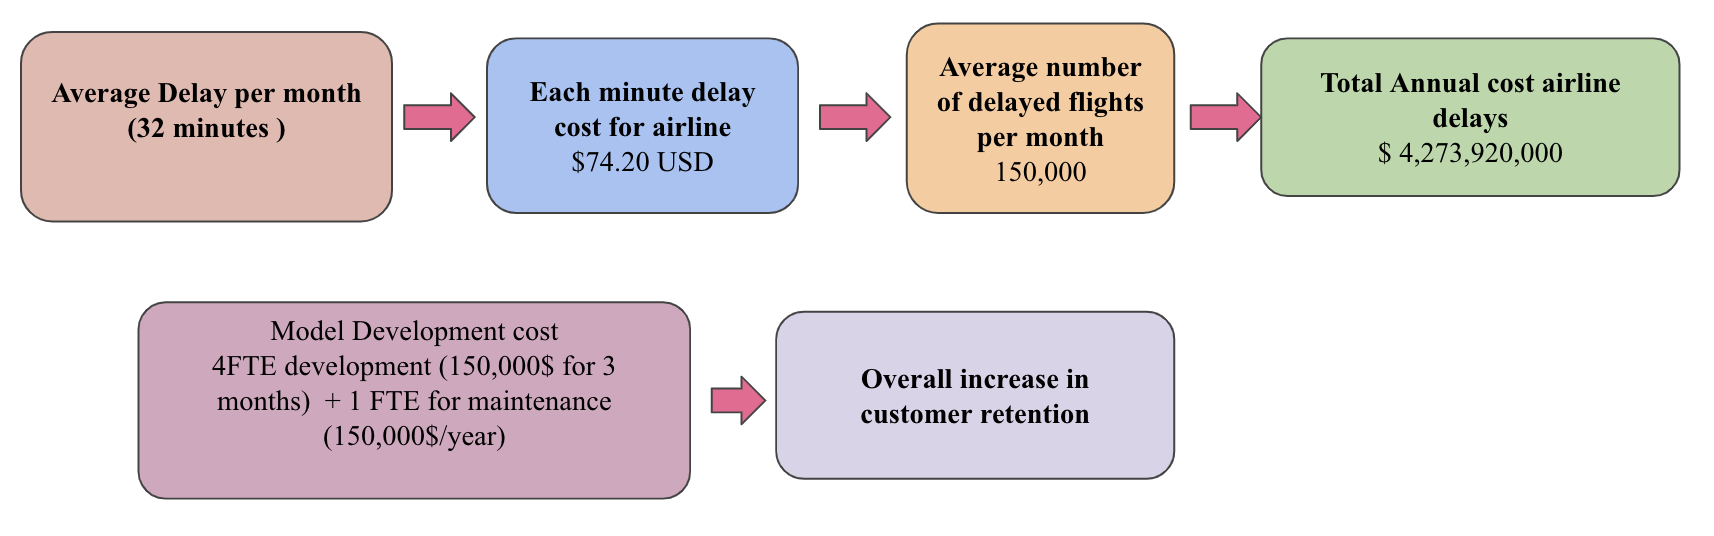 Average Delay per month
(32 minutes )
Each minute delay
cost for airline
$74.20 USD
Average number
of delayed flights
per month
150,000
Total Annual cost airline
delays
$ 4,273,920,000
Model Development cost
4FTE development (150,000$ for 3
months)  + 1 FTE for maintenance
(150,000$/year)
Overall increase in
customer retention